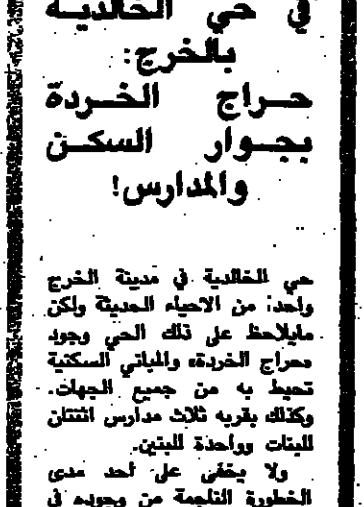 في حي الخالدية
بالخرج:
حراج الخردة
بجوار السكن
والمدارس!
حي الخالدية في مدينة الخرج
واحد من الاحياء الحديثة ولكن
مايلاحظ على ذلك الحي وجود
«حراج الخردة» والمباني السكنية
تحيط به من جميع الجهات.
وكذلك بقربه ثلاث مدارس اثنتان
للبنات وواحدة للبنين.
ولا يخفى على أحد مدى
الخطورة الناجمة من وجوده في